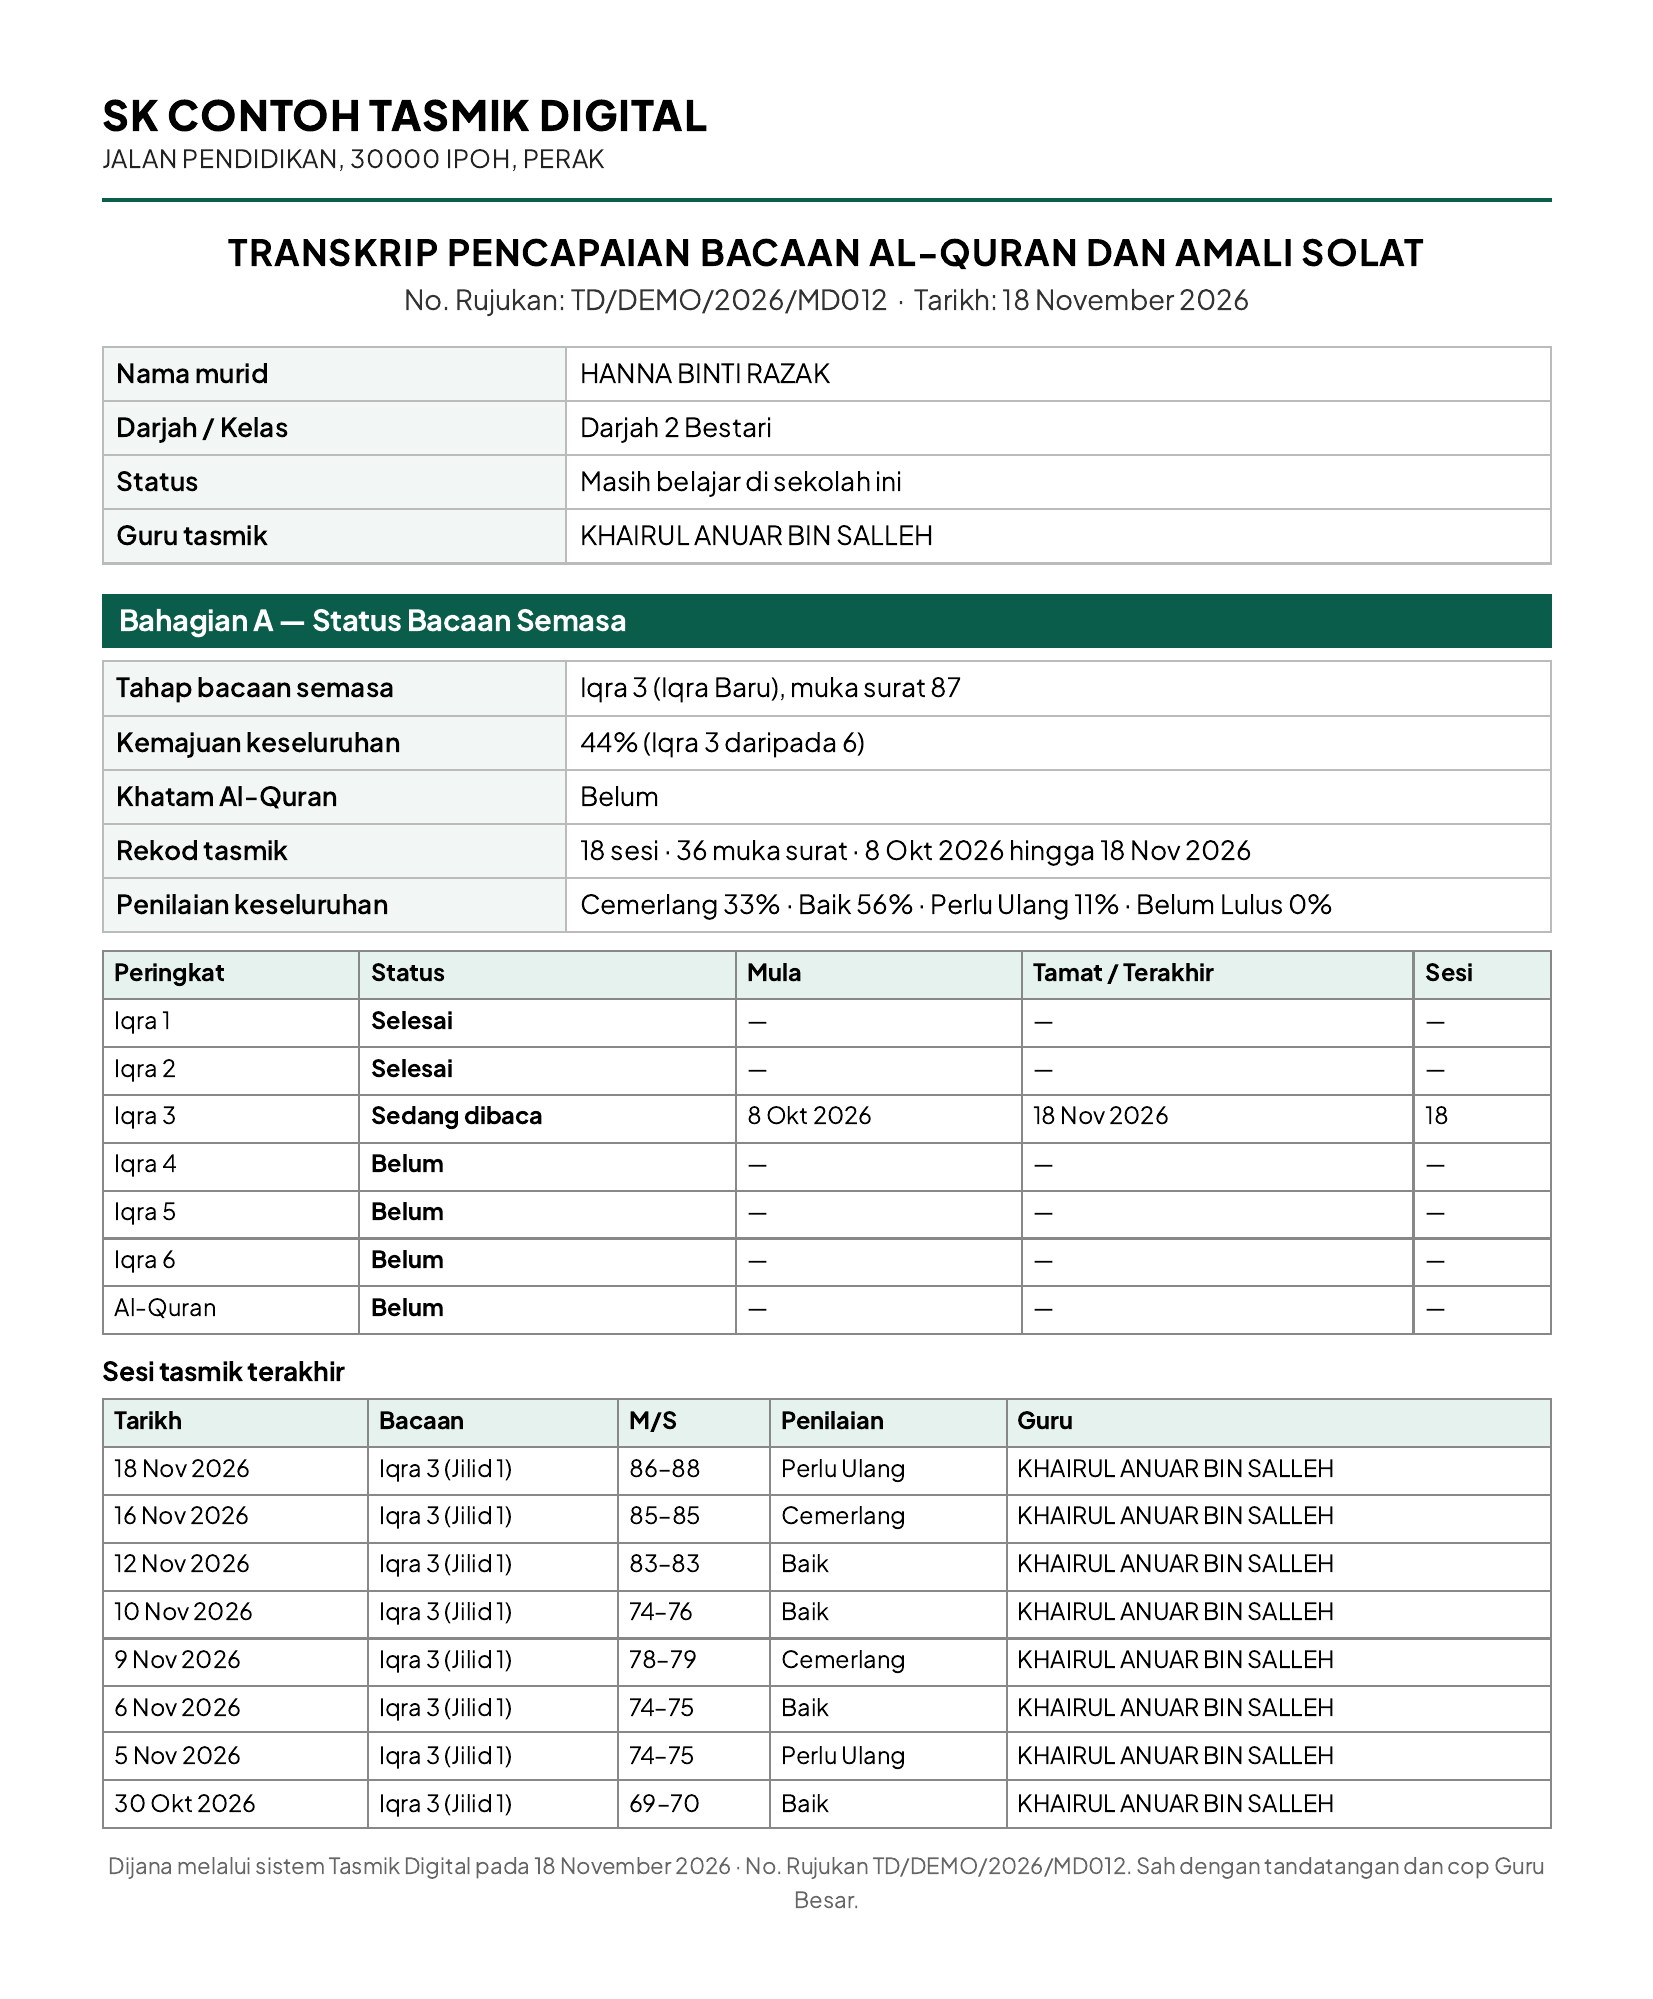 SK CONTOH TASMIK DIGITAL
JALAN PENDIDIKAN, 30000 IPOH, PERAK
TRANSKRIP PENCAPAIAN BACAAN AL-QURAN DAN AMALI SOLAT
No. Rujukan: TD/DEMO/2026/MD012 · Tarikh: 18 November 2026
Nama murid HANNA BINTI RAZAK
Darjah / Kelas Darjah 2 Bestari
Status Masih belajar di sekolah ini
Guru tasmik KHAIRUL ANUAR BIN SALLEH
Bahagian A — Status Bacaan Semasa
Tahap bacaan semasa Iqra 3 (Iqra Baru), muka surat 87
Kemajuan keseluruhan 44% (Iqra 3 daripada 6)
Khatam Al-Quran Belum
Rekod tasmik 18 sesi · 36 muka surat · 8 Okt 2026 hingga 18 Nov 2026
Penilaian keseluruhan Cemerlang 33% · Baik 56% · Perlu Ulang 11% · Belum Lulus 0%
Peringkat Status Mula Tamat / Terakhir Sesi
Iqra 1 Selesai — — —
Iqra 2 Selesai — — —
Iqra 3 Sedang dibaca 8 Okt 2026 18 Nov 2026 18
Iqra 4 Belum — — —
Iqra 5 Belum — — —
Iqra 6 Belum — — —
Al-Quran Belum — — —
Sesi tasmik terakhir
Tarikh Bacaan M/S Penilaian Guru
18 Nov 2026 Iqra 3 (Jilid 1) 86–88 Perlu Ulang KHAIRUL ANUAR BIN SALLEH
16 Nov 2026 Iqra 3 (Jilid 1) 85–85 Cemerlang KHAIRUL ANUAR BIN SALLEH
12 Nov 2026 Iqra 3 (Jilid 1) 83–83 Baik KHAIRUL ANUAR BIN SALLEH
10 Nov 2026 Iqra 3 (Jilid 1) 74–76 Baik KHAIRUL ANUAR BIN SALLEH
9 Nov 2026 Iqra 3 (Jilid 1) 78–79 Cemerlang KHAIRUL ANUAR BIN SALLEH
6 Nov 2026 Iqra 3 (Jilid 1) 74–75 Baik KHAIRUL ANUAR BIN SALLEH
5 Nov 2026 Iqra 3 (Jilid 1) 74–75 Perlu Ulang KHAIRUL ANUAR BIN SALLEH
30 Okt 2026 Iqra 3 (Jilid 1) 69–70 Baik KHAIRUL ANUAR BIN SALLEH
Dijana melalui sistem Tasmik Digital pada 18 November 2026 · No. Rujukan TD/DEMO/2026/MD012. Sah dengan tandatangan dan cop Guru
Besar.